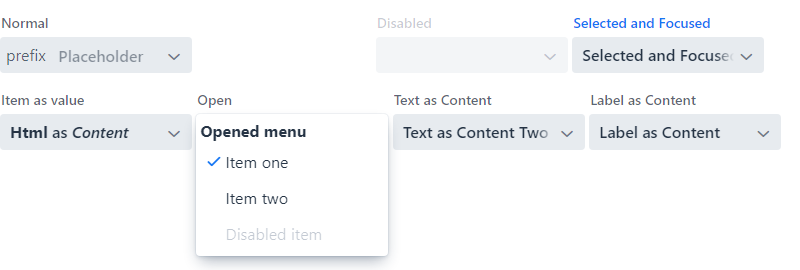 Normal
Disabled
Selected and Focused
prefix Placeholder
Selected and Focuse
Item as value
Open
Text as Content
Label as Content
Html as Content
Opened menu
Text as Content Two
Label as Content
Item one
Item two
Disabled item